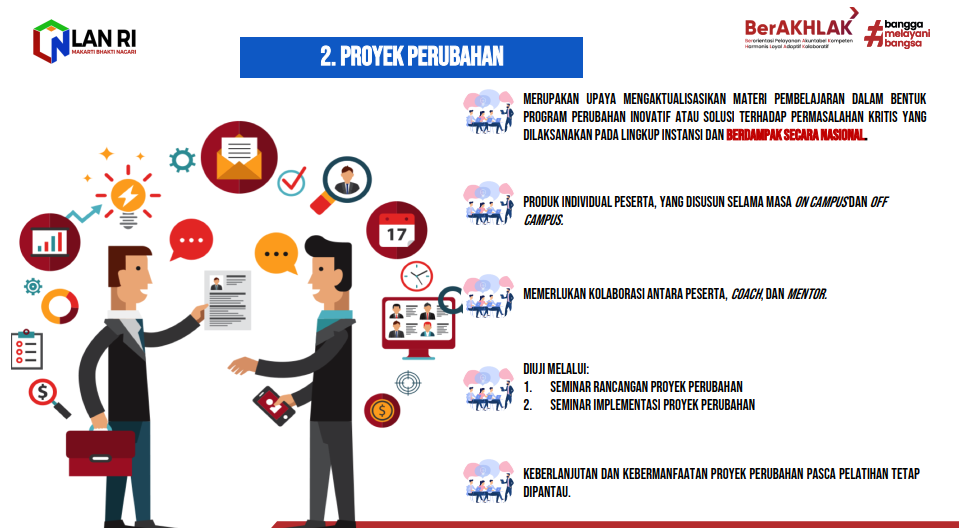 LAN RI
MAKARTI BHAKTI NAGARI
BerAKHLAK
Berorientasi Pelayanan Akuntabel Kompeten
Harmonis Loyal Adaptif Kolaboratif
#bangga
melayani
bangsa
2. PROYEK PERUBAHAN
MERUPAKAN UPAYA MENGAKTUALISASIKAN MATERI PEMBELAJARAN DALAM BENTUK
PROGRAM PERUBAHAN INOVATIF ATAU SOLUSI TERHADAP PERMASALAHAN KRITIS YANG
DILAKSANAKAN PADA LINGKUP INSTANSI DAN BERDAMPAK SECARA NASIONAL.
PRODUK INDIVIDUAL PESERTA, YANG DISUSUN SELAMA MASA ON CAMPUS DAN OFF
CAMPUS.
MEMERLUKAN KOLABORASI ANTARA PESERTA, COACH, DAN MENTOR.
DIUJI MELALUI:
1. SEMINAR RANCANGAN PROYEK PERUBAHAN
2. SEMINAR IMPLEMENTASI PROYEK PERUBAHAN
KEBERLANJUTAN DAN KEBERMANFAATAN PROYEK PERUBAHAN PASCA PELATIHAN TETAP
DIPANTAU.
17
$
$